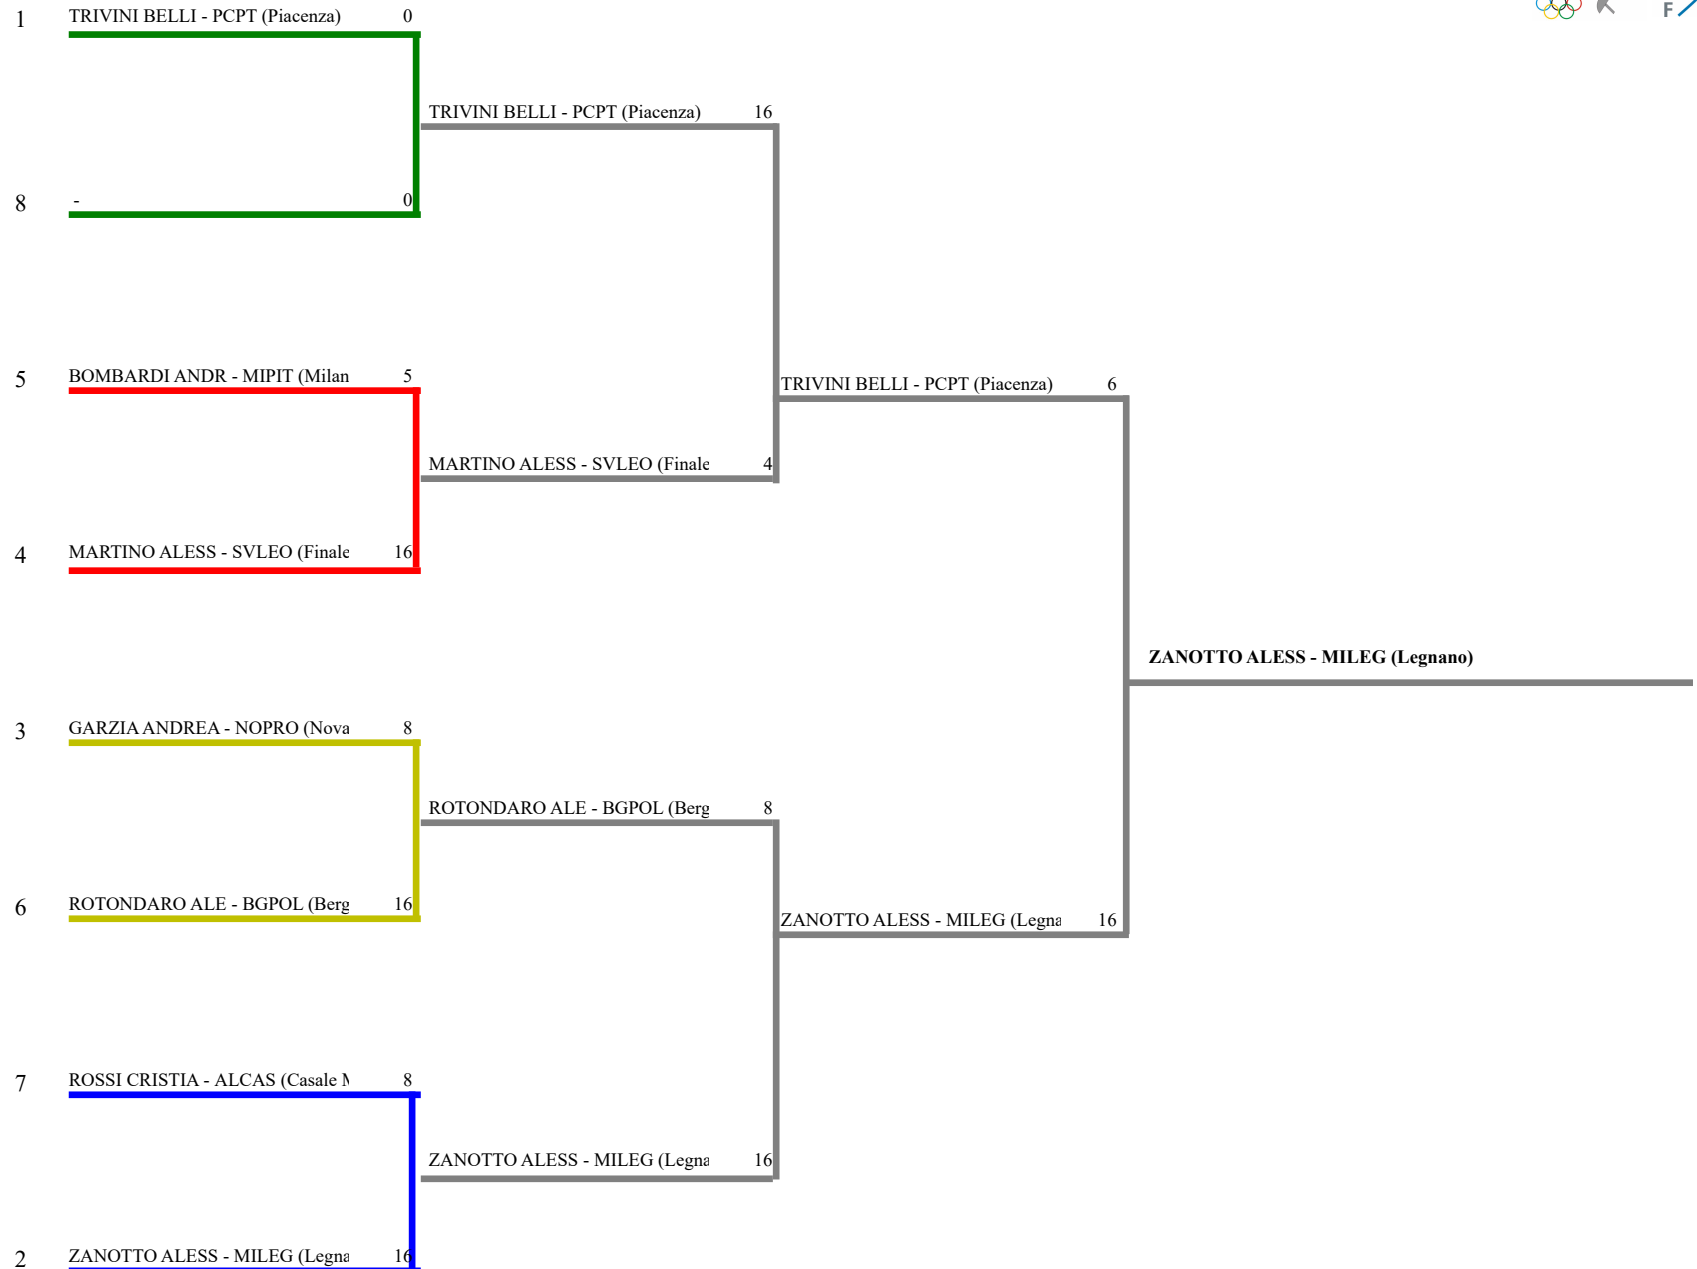 1 TRIVINI BELLI - PCPT (Piacenza) 0
F
TRIVINI BELLI - PCPT (Piacenza) 16
8 - 0
5 BOMBARDI ANDR - MIPIT (Milan 5
TRIVINI BELLI - PCPT (Piacenza) 6
MARTINO ALESS - SVLEO (Finale 4
4 MARTINO ALESS - SVLEO (Finale 16
ZANOTTO ALESS - MILEG (Legnano)
3 GARZIA ANDREA - NOPRO (Nova 8
ROTONDARO ALE - BGPOL (Berg 8
6 ROTONDARO ALE - BGPOL (Berg 16
ZANOTTO ALESS - MILEG (Legna 16
7 ROSSI CRISTIA - ALCAS (Casale 8
ZANOTTO ALESS - MILEG (Legna 16
2 ZANOTTO ALESS - MILEG (Legna 16